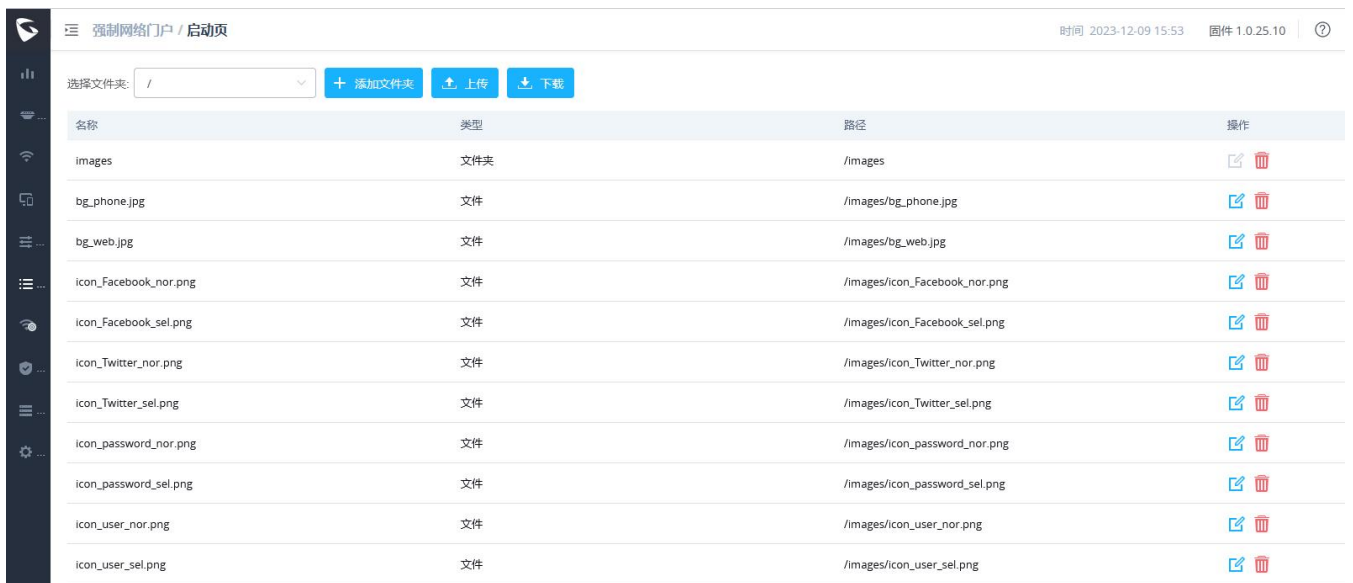 强制网络门户 / 启动页 时间 2023-12-09 15:53 固件 1.0.25.10
选择文件夹: / 添加文件夹 上传 下载
名称 类型 路径 操作
images 文件夹 /images
bg_phone.jpg 文件 /images/bg_phone.jpg
bg_web.jpg 文件 /images/bg_web.jpg
icon_Facebook_nor.png 文件 /images/icon_Facebook_nor.png
icon_Facebook_sel.png 文件 /images/icon_Facebook_sel.png
icon_Twitter_nor.png 文件 /images/icon_Twitter_nor.png
icon_Twitter_sel.png 文件 /images/icon_Twitter_sel.png
icon_password_nor.png 文件 /images/icon_password_nor.png
icon_password_sel.png 文件 /images/icon_password_sel.png
icon_user_nor.png 文件 /images/icon_user_nor.png
icon_user_sel.png 文件 /images/icon_user_sel.png